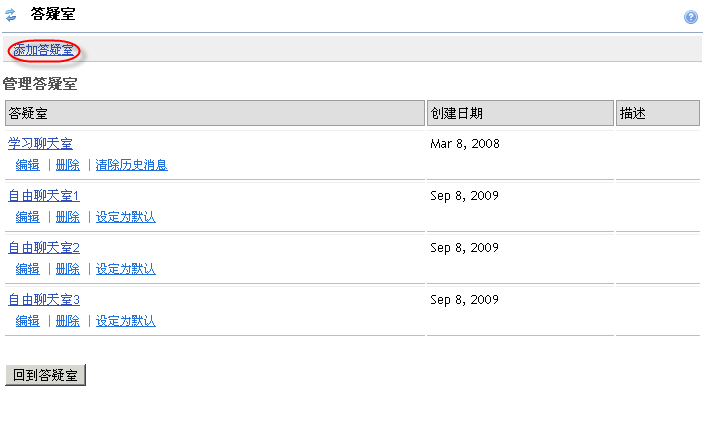 答疑室
添加答疑室
管理答疑室
答疑室 创建日期 描述
学习聊天室 Mar 8, 2008
编辑 | 删除 | 清除历史消息
自由聊天室1 Sep 8, 2009
编辑 | 删除 | 设定为默认
自由聊天室2 Sep 8, 2009
编辑 | 删除 | 设定为默认
自由聊天室3 Sep 8, 2009
编辑 | 删除 | 设定为默认
回到答疑室